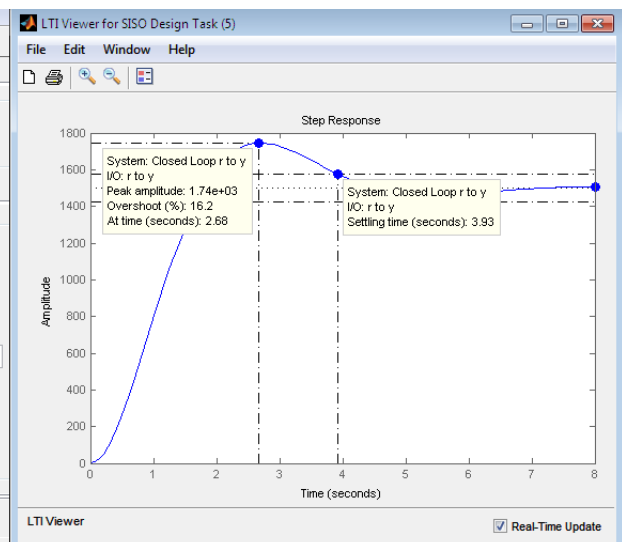 LTI Viewer for SISO Design Task (5)
File Edit Window Help
Step Response
1800
1600
1400
1200
1000
800
600
400
200
0
Amplitude
System: Closed Loop r to y
I/O: r to y
Peak amplitude: 1.74e+03
Overshoot (%): 16.2
At time (seconds): 2.68
System: Closed Loop r to y
I/O: r to y
Settling time (seconds): 3.93
0 1 2 3 4 5 6 7 8
Time (seconds)
LTI Viewer
Real-Time Update